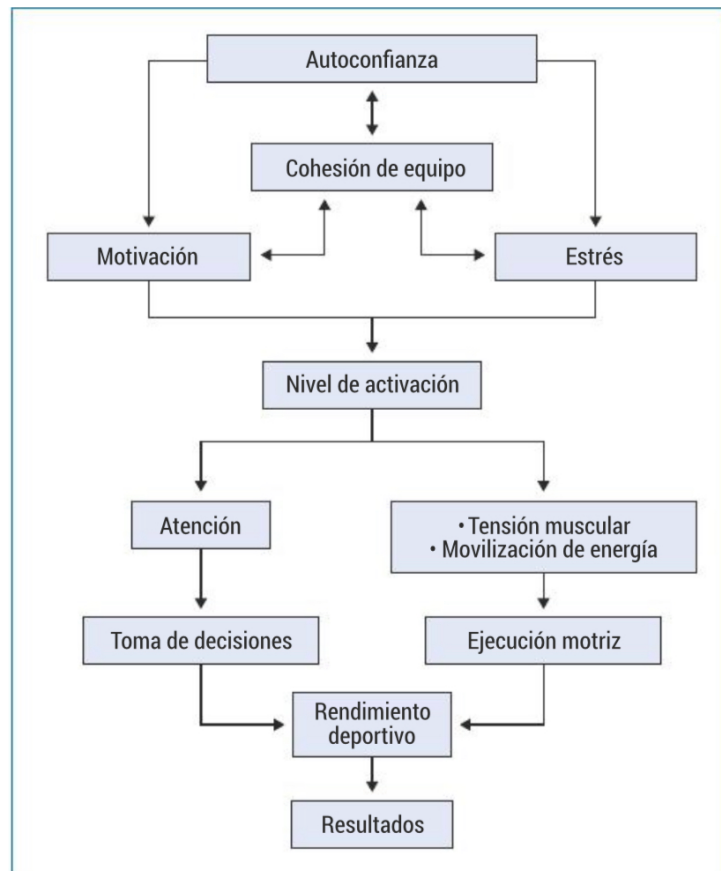 Autoconfianza
Cohesión de equipo
Motivación
Estrés
Nivel de activación
Atención
• Tensión muscular
• Movilización de energía
Toma de decisiones
Ejecución motriz
Rendimiento
deportivo
Resultados